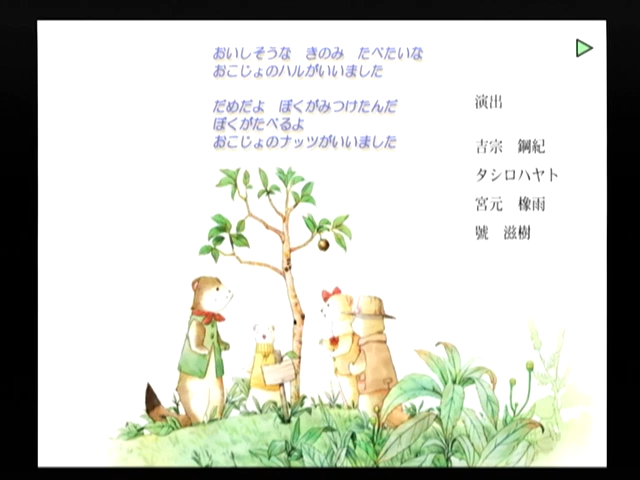 おいしそうな　きのみ　たべたいな
おこじょのハルがいいました
だめだよ　ぼくがみつけたんだ
ぼくがたべるよ
おこじょのナッツがいいました
演出
吉宗　鋼紀
タシロハヤト
宮元　橡雨
號　滋樹